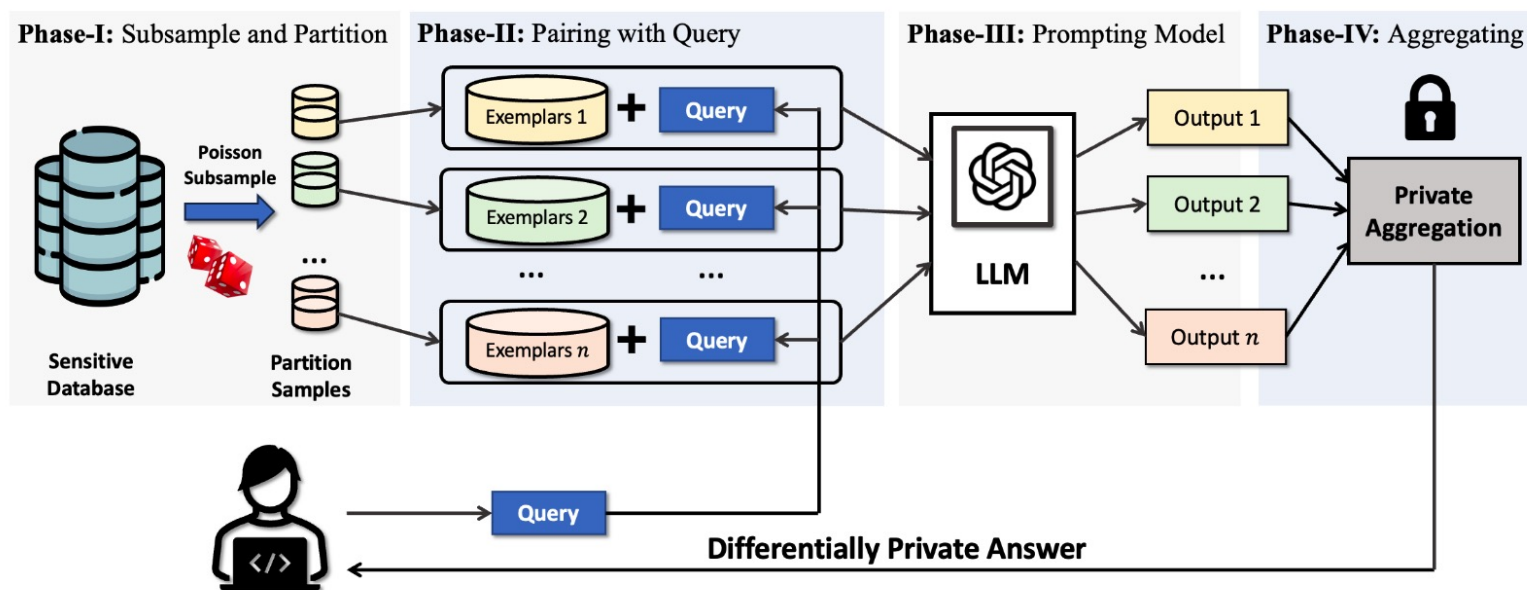 Phase-I: Subsample and Partition
Phase-II: Pairing with Query
Phase-III: Prompting Model
Phase-IV: Aggregating
Poisson
Subsample
...
Sensitive
Database
Partition
Samples
Exemplars 1 + Query
Exemplars 2 + Query
... ...
Exemplars n + Query
LLM
Output 1
Output 2
...
Output n
Private
Aggregation
Query
</>
Differentially Private Answer